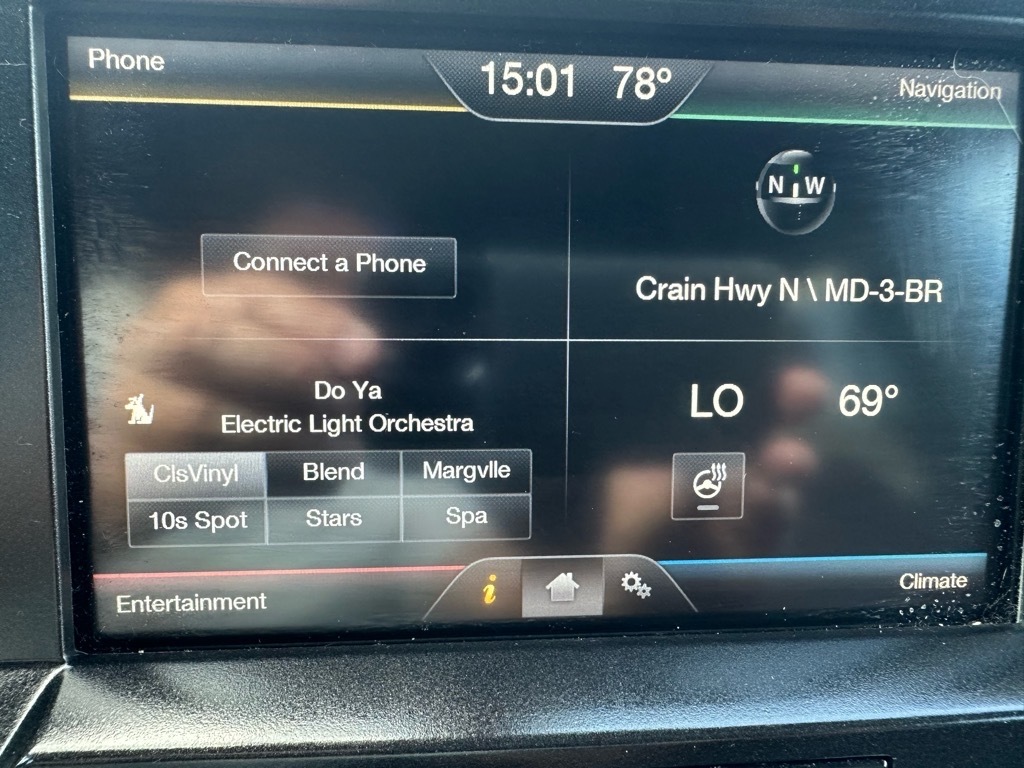 Phone
15:01 78°
Navigation
N W
Connect a Phone
Crain Hwy N \ MD-3-BR
Do Ya
Electric Light Orchestra
LO 69°
ClsVinyl Blend Margvlle
10s Spot Stars Spa
i
Entertainment
Climate